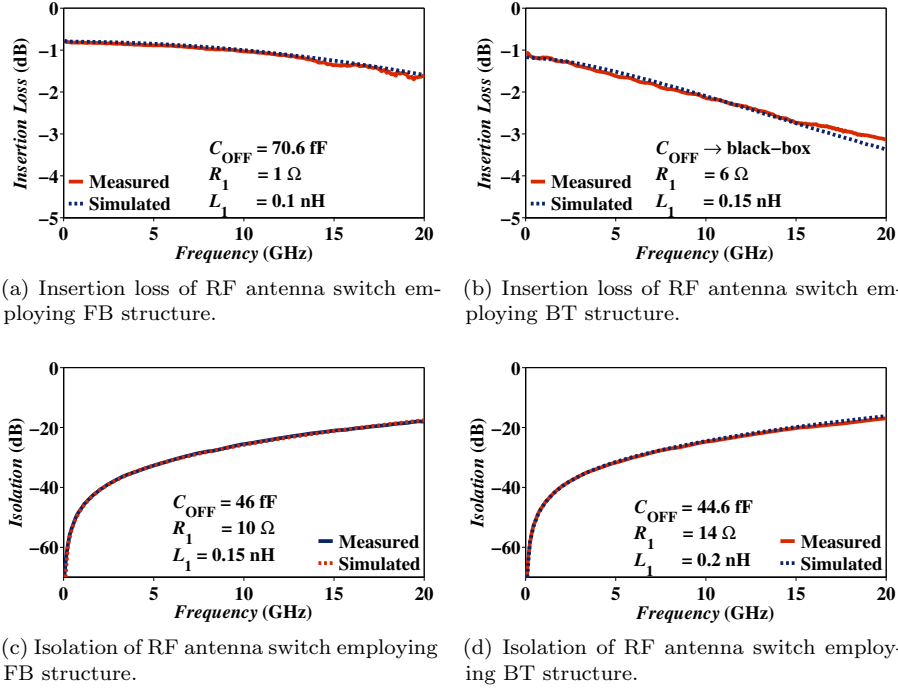 0
−1
−2
−3
−4
−5
Insertion Loss (dB)
C_OFF = 70.6 fF
R_1 = 1 Ω
L_1 = 0.1 nH
Measured
Simulated
0 5 10 15 20
Frequency (GHz)
(a) Insertion loss of RF antenna switch em-
ploying FB structure.
0
−1
−2
−3
−4
−5
Insertion Loss (dB)
C_OFF → black−box
R_1 = 6 Ω
L_1 = 0.15 nH
Measured
Simulated
0 5 10 15 20
Frequency (GHz)
(b) Insertion loss of RF antenna switch em-
ploying BT structure.
0
−20
−40
−60
Isolation (dB)
C_OFF = 46 fF
R_1 = 10 Ω
L_1 = 0.15 nH
Measured
Simulated
0 5 10 15 20
Frequency (GHz)
(c) Isolation of RF antenna switch employing
FB structure.
0
−20
−40
−60
Isolation (dB)
C_OFF = 44.6 fF
R_1 = 14 Ω
L_1 = 0.2 nH
Measured
Simulated
0 5 10 15 20
Frequency (GHz)
(d) Isolation of RF antenna switch employ-
ing BT structure.